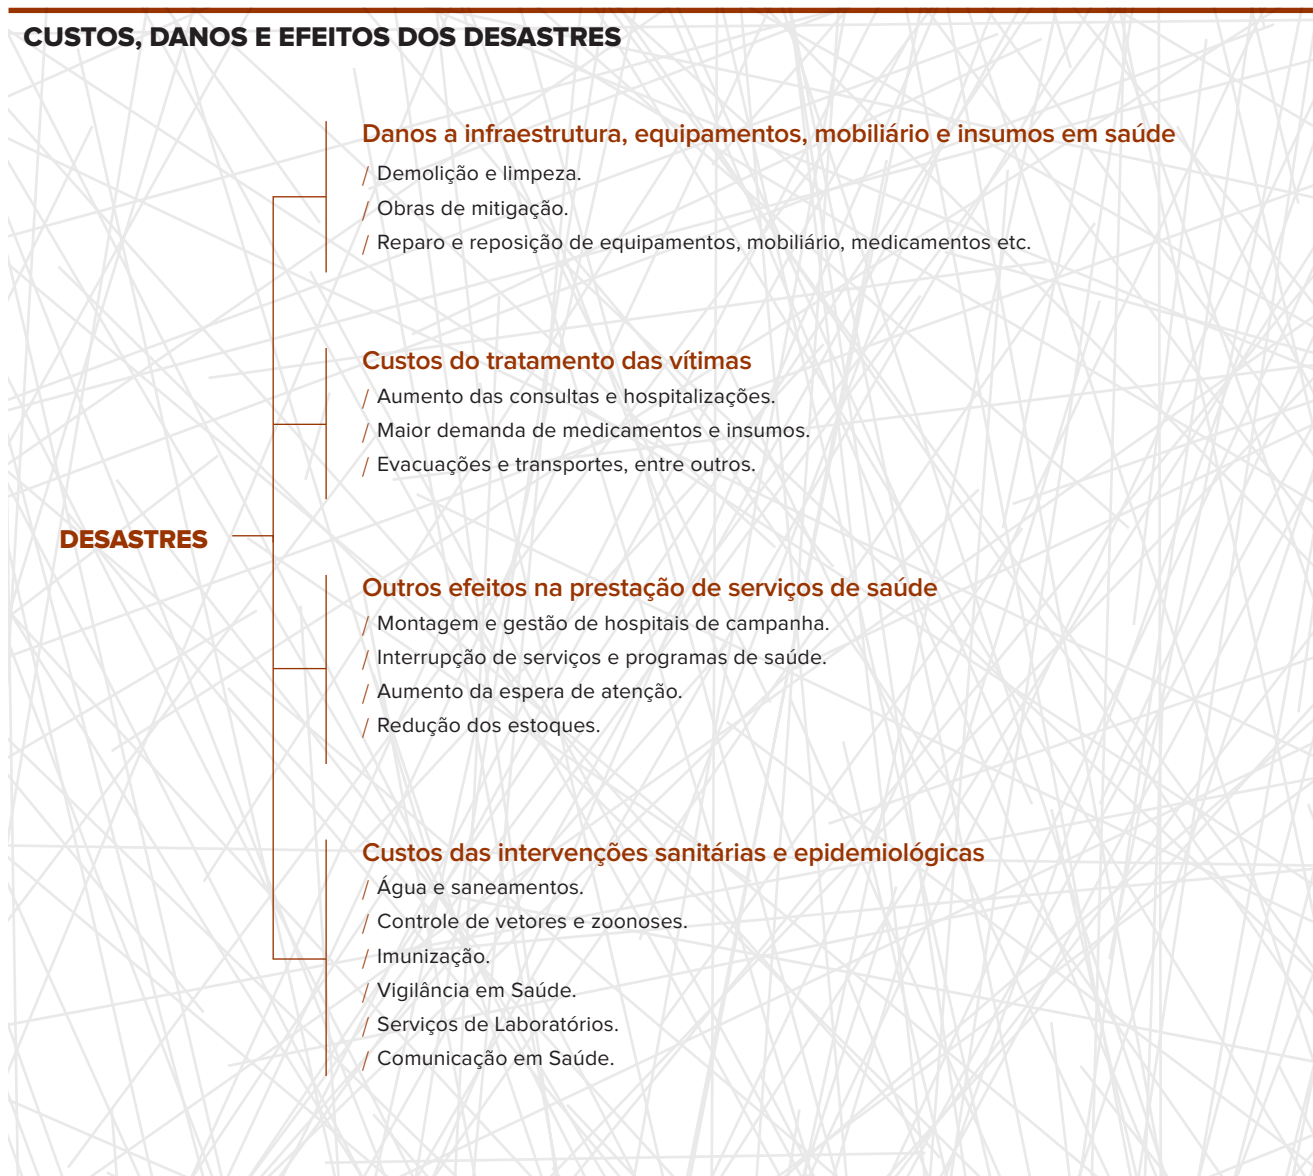 CUSTOS, DANOS E EFEITOS DOS DESASTRES
Danos a infraestrutura, equipamentos, mobiliário e insumos em saúde
/ Demolição e limpeza.
/ Obras de mitigação.
/ Reparo e reposição de equipamentos, mobiliário, medicamentos etc.
Custos do tratamento das vítimas
/ Aumento das consultas e hospitalizações.
/ Maior demanda de medicamentos e insumos.
/ Evacuações e transportes, entre outros.
DESASTRES
Outros efeitos na prestação de serviços de saúde
/ Montagem e gestão de hospitais de campanha.
/ Interrupção de serviços e programas de saúde.
/ Aumento da espera de atenção.
/ Redução dos estoques.
Custos das intervenções sanitárias e epidemiológicas
/ Água e saneamentos.
/ Controle de vetores e zoonoses.
/ Imunização.
/ Vigilância em Saúde.
/ Serviços de Laboratórios.
/ Comunicação em Saúde.